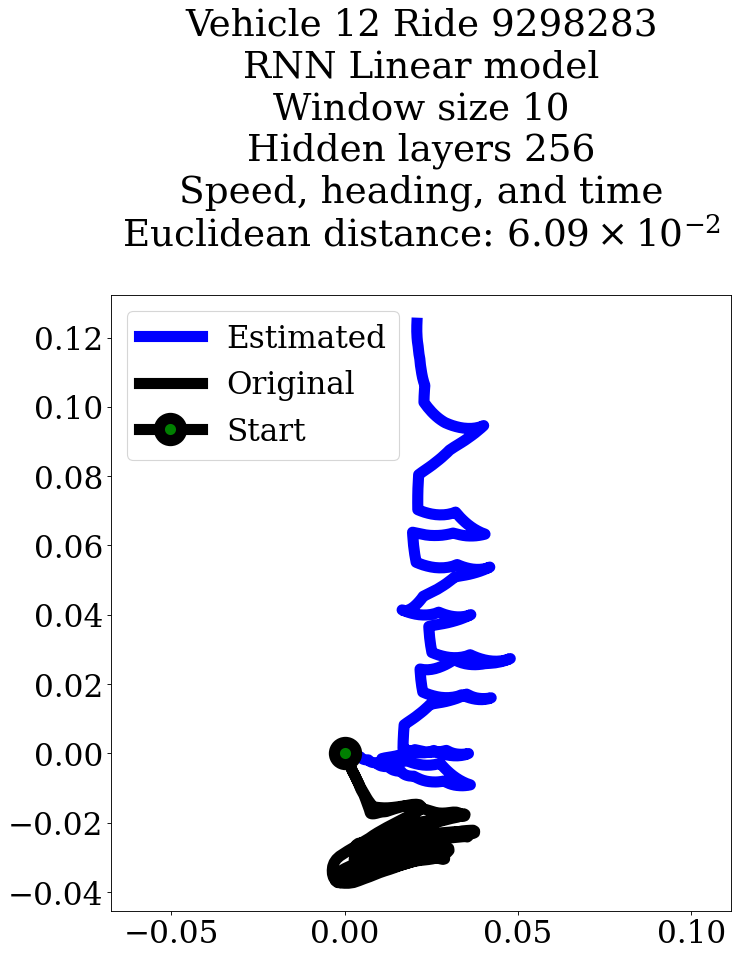 Vehicle 12 Ride 9298283
RNN Linear model
Window size 10
Hidden layers 256
Speed, heading, and time
Euclidean distance: 6.09 × 10⁻²
Estimated
Original
Start
0.12
0.10
0.08
0.06
0.04
0.02
0.00
−0.02
−0.04
−0.05 0.00 0.05 0.10